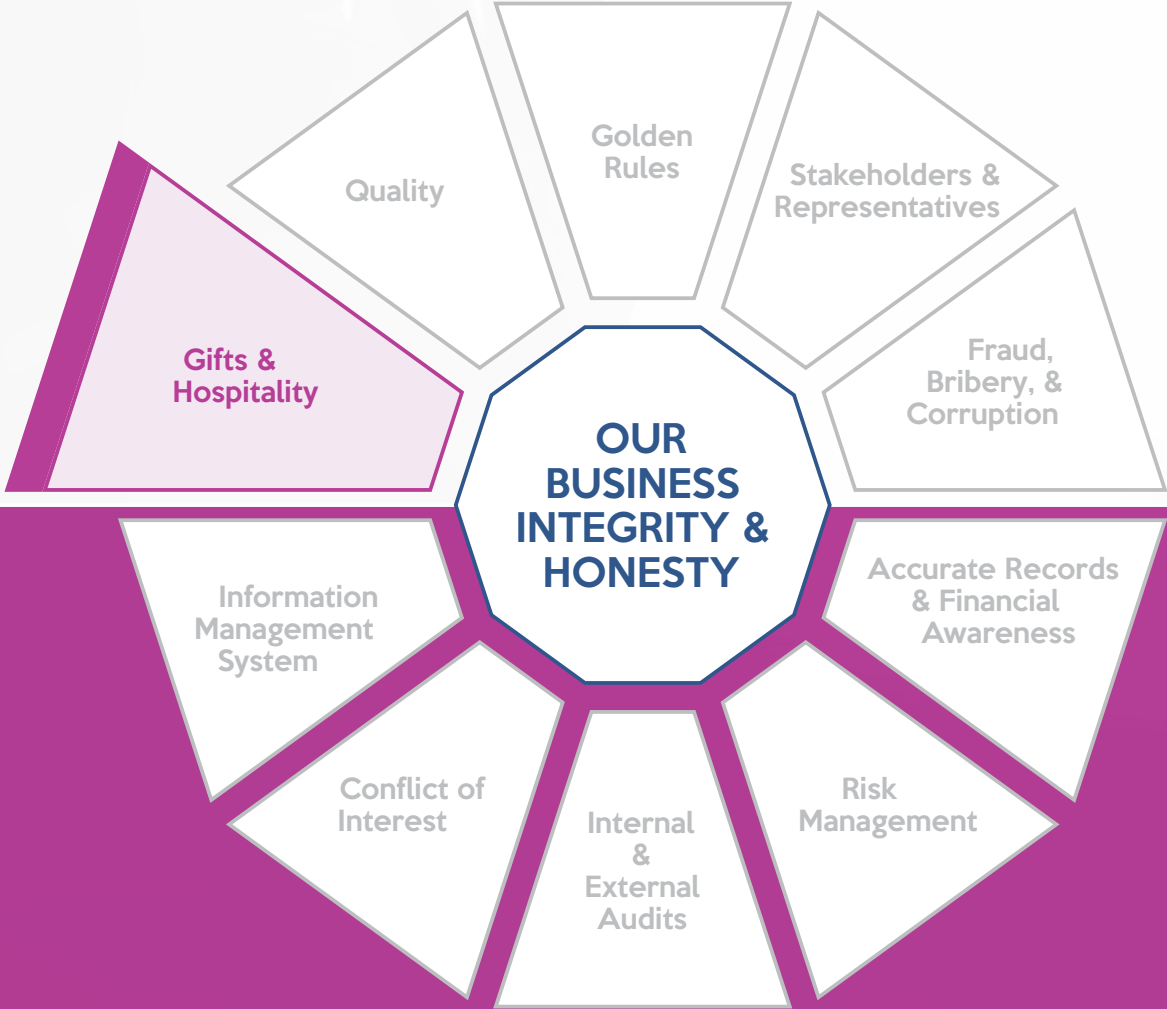 Golden
Rules
Stakeholders &
Representatives
Fraud,
Bribery, &
Corruption
Accurate Records
& Financial
Awareness
Risk
Management
Internal
&
External
Audits
Conflict of
Interest
Information
Management
System
Gifts &
Hospitality
Quality
OUR
BUSINESS
INTEGRITY &
HONESTY